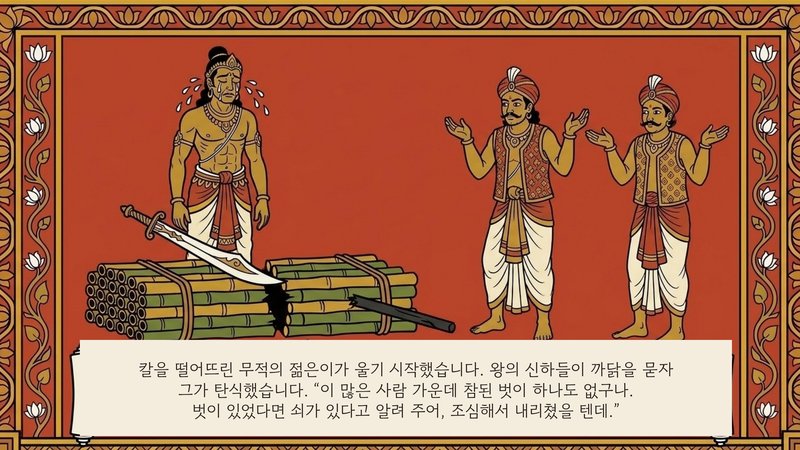 칼을 떨어뜨린 무적의 젊은이가 울기 시작했습니다. 왕의 신하들이 까닭을 묻자
그가 탄식했습니다. “이 많은 사람 가운데 참된 벗이 하나도 없구나.
벗이 있었다면 쇠가 있다고 알려 주어, 조심해서 내리쳤을 텐데.”